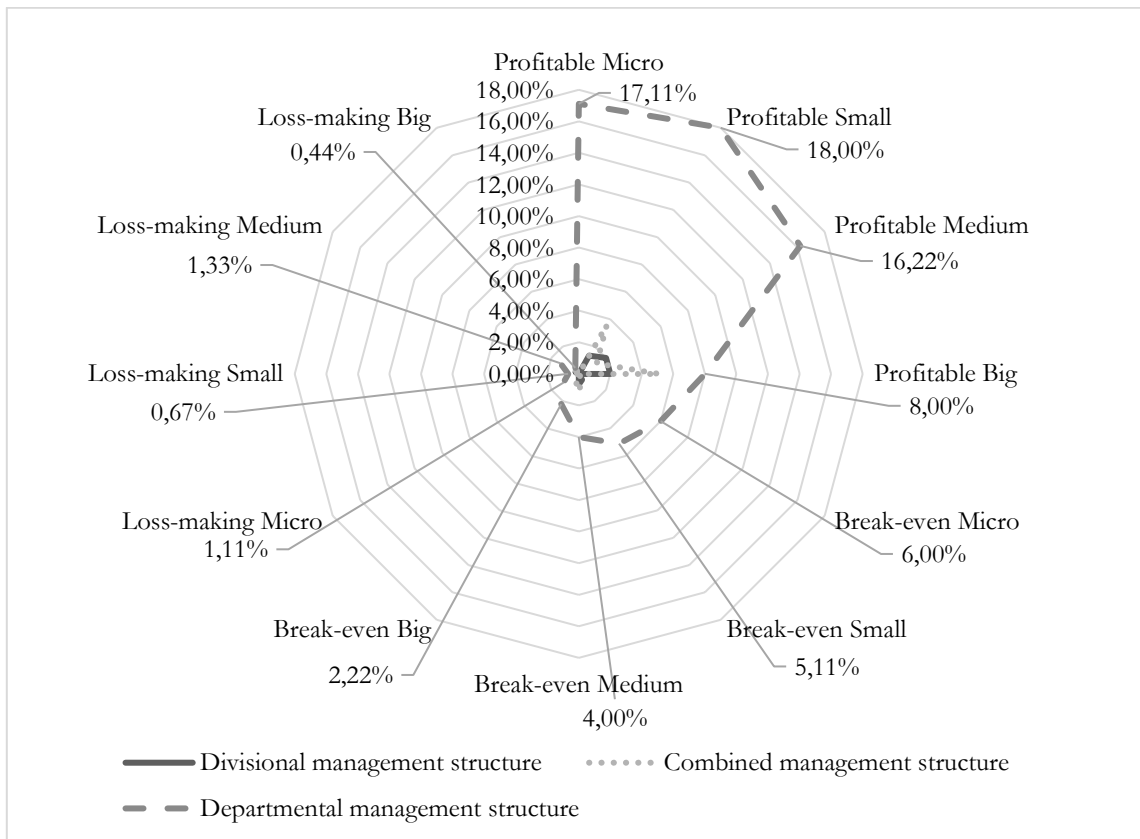 Profitable Micro
17,11%
Profitable Small
18,00%
Profitable Medium
16,22%
Profitable Big
8,00%
Break-even Micro
6,00%
Break-even Small
5,11%
Break-even Medium
4,00%
Break-even Big
2,22%
Loss-making Micro
1,11%
Loss-making Small
0,67%
Loss-making Medium
1,33%
Loss-making Big
0,44%
18,00%
16,00%
14,00%
12,00%
10,00%
8,00%
6,00%
4,00%
2,00%
0,00%
Divisional management structure
Combined management structure
Departmental management structure